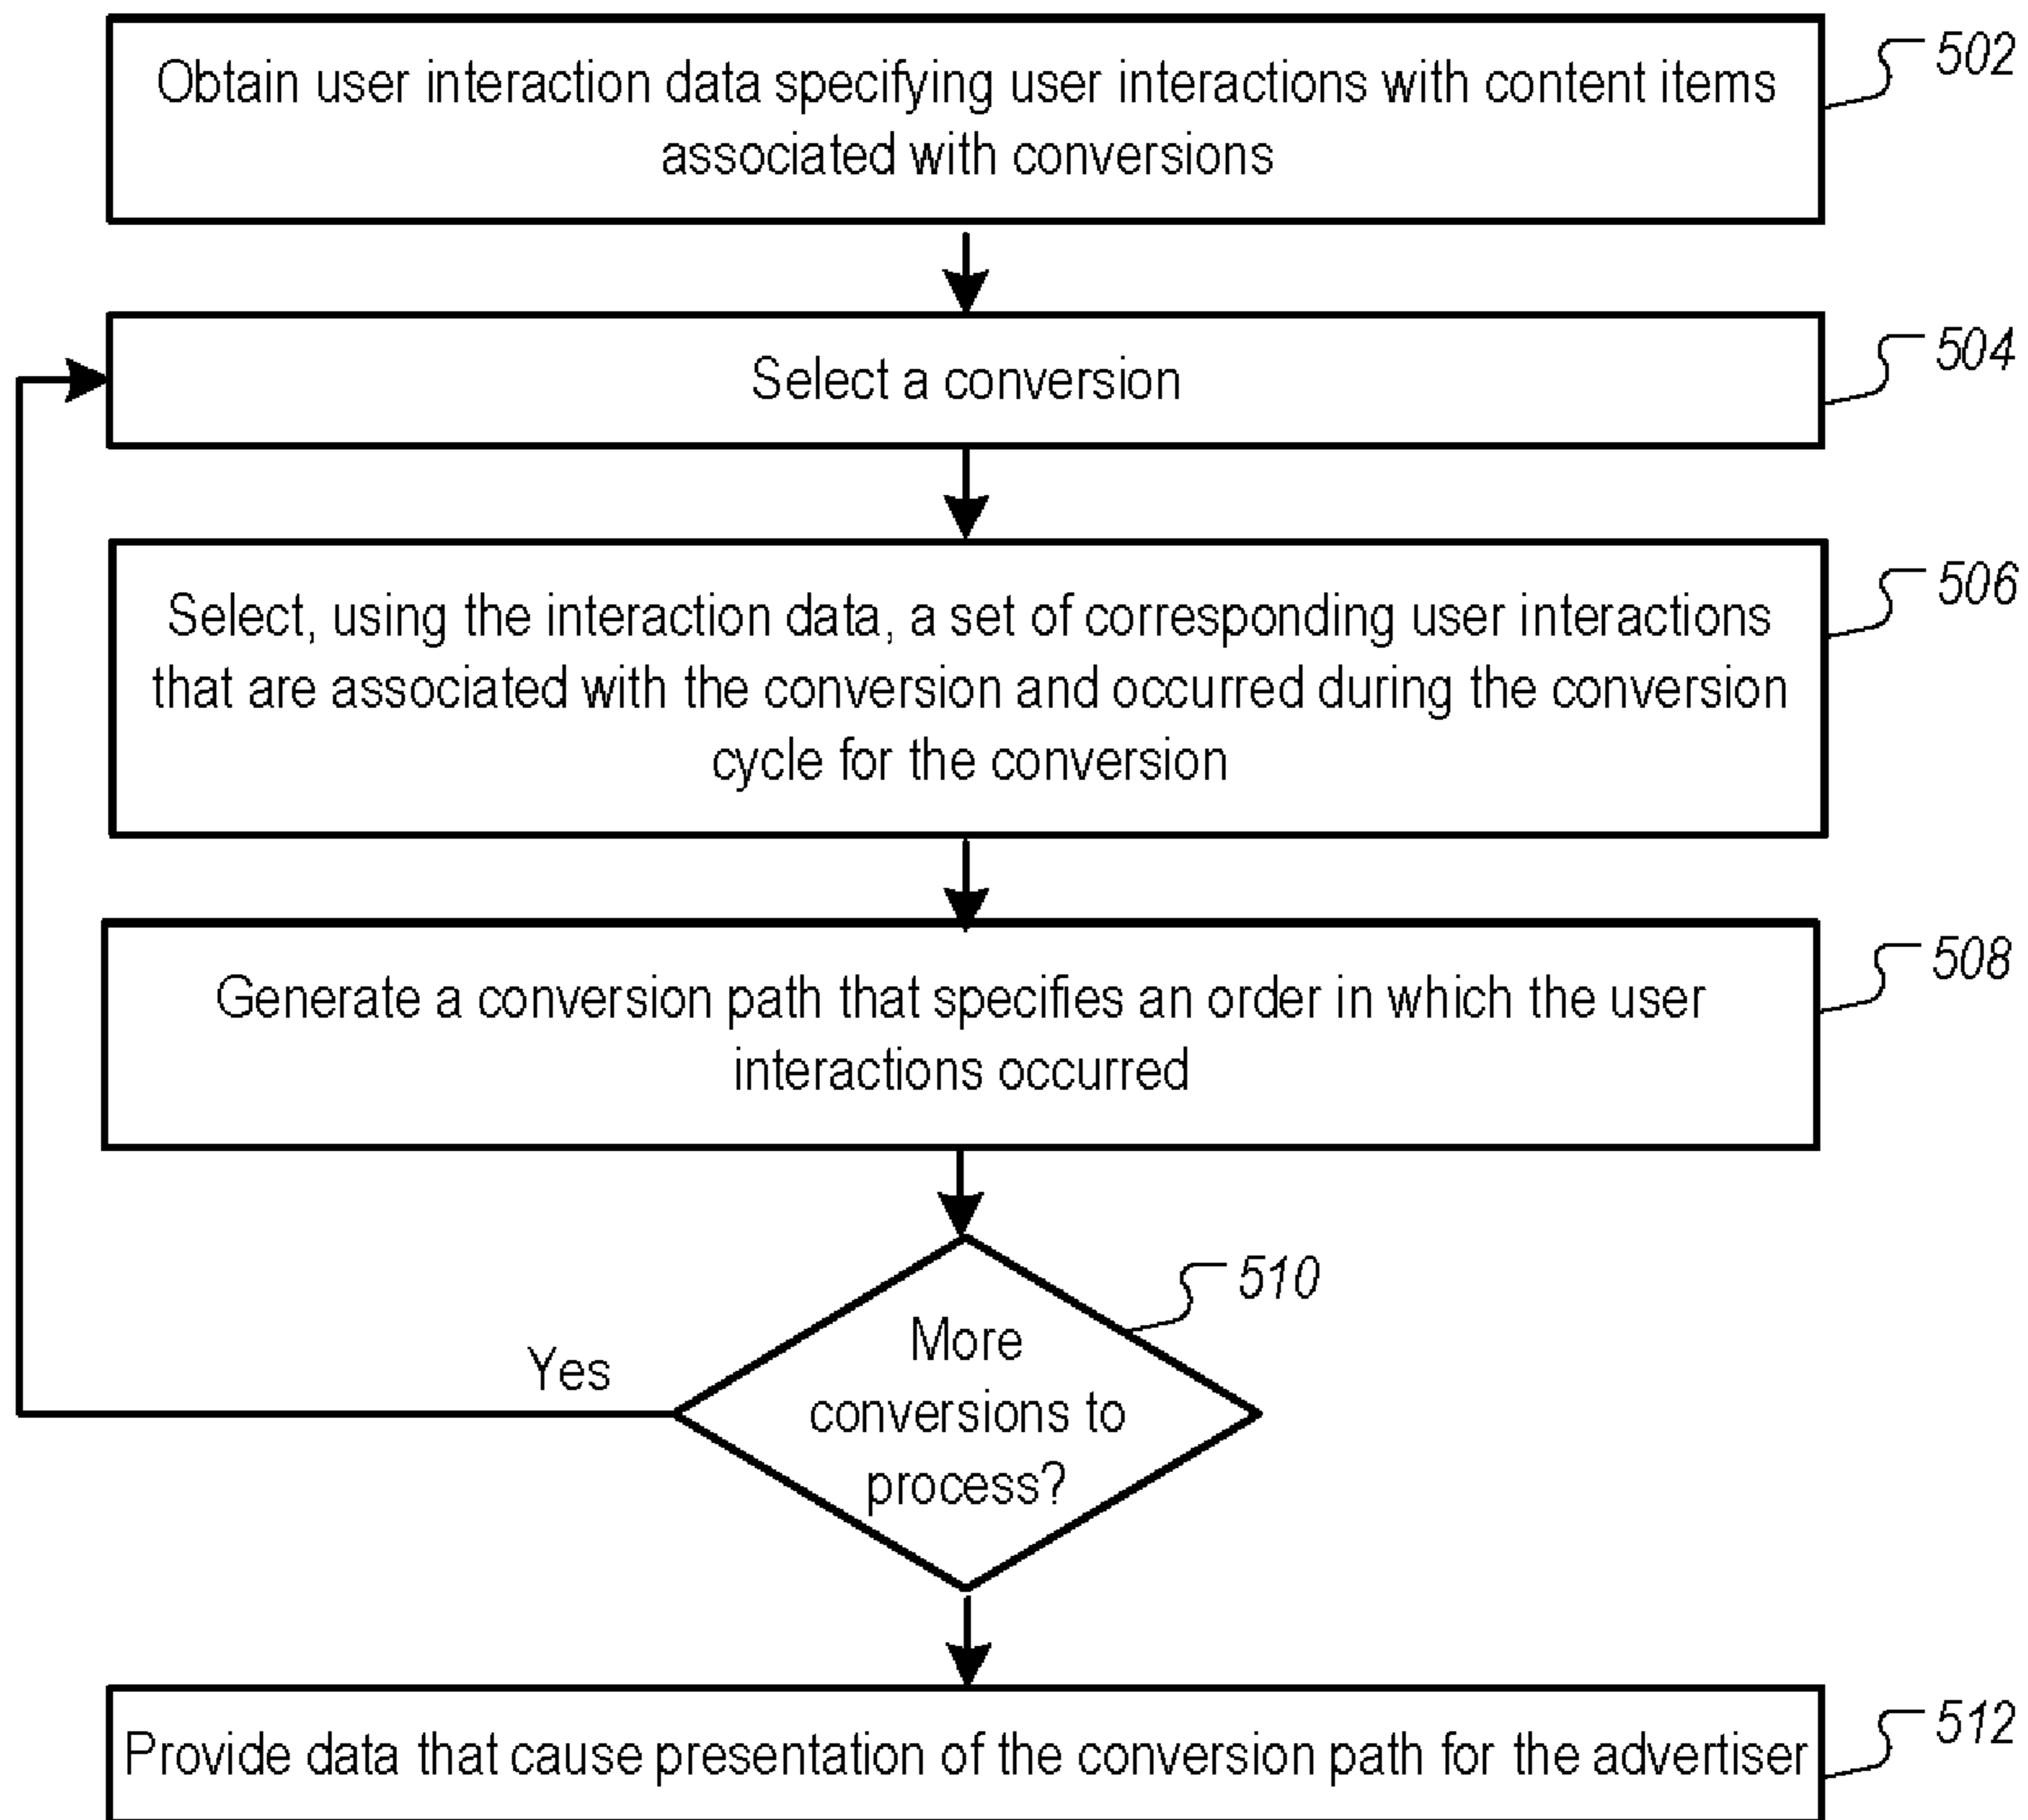 Obtain user interaction data specifying user interactions with content items
associated with conversions
502
Select a conversion
504
Select, using the interaction data, a set of corresponding user interactions
that are associated with the conversion and occurred during the conversion
cycle for the conversion
506
Generate a conversion path that specifies an order in which the user
interactions occurred
508
More
conversions to
process?
510
Yes
Provide data that cause presentation of the conversion path for the advertiser
512